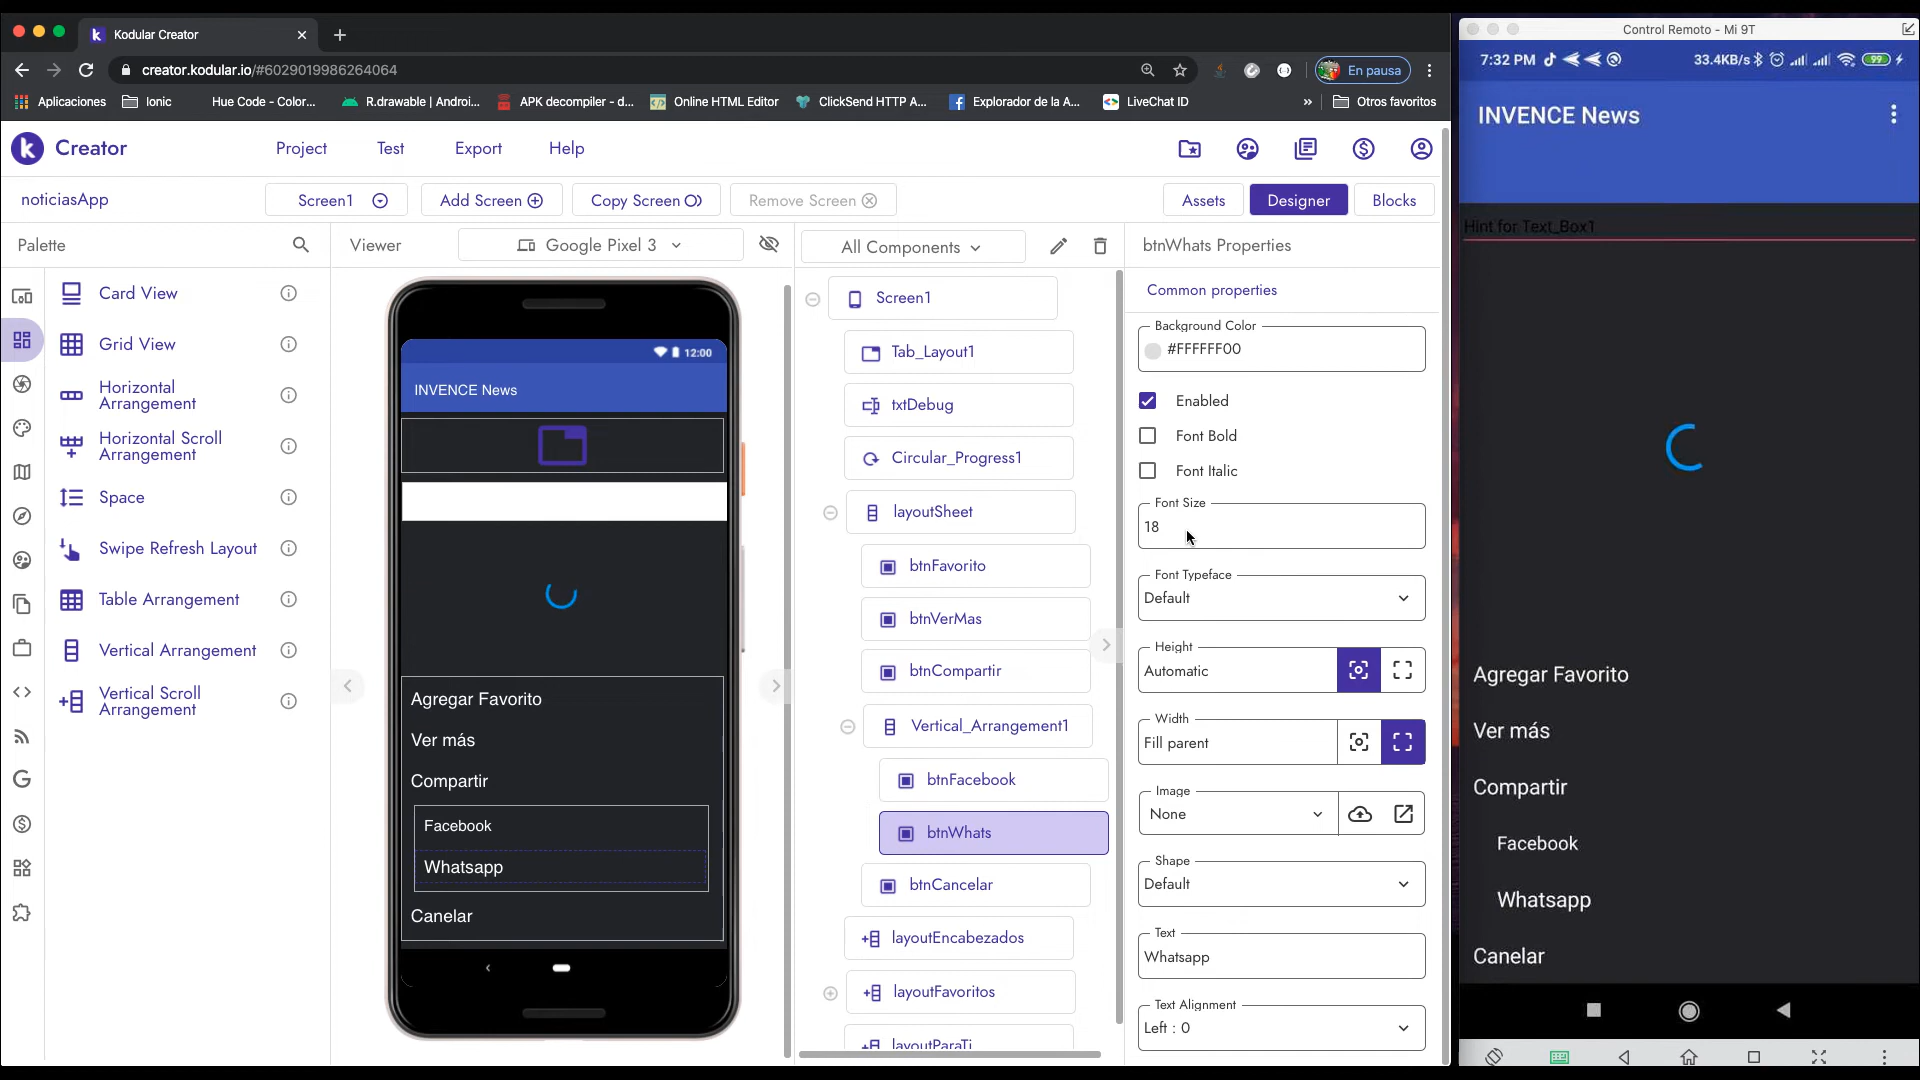 Kodular Creator
Control Remoto - Mi 9T
creator.kodular.io/#6029019986264064
En pausa
7:32 PM
33.4KB/s
99
Aplicaciones
Ionic
Hue Code - Color...
R.drawable | Androi...
APK decompiler - d...
Online HTML Editor
ClickSend HTTP A...
Explorador de la A...
LiveChat ID
»
Otros favoritos
INVENCE News
k
Creator
Project
Test
Export
Help
noticiasApp
Screen1
Add Screen
Copy Screen
Remove Screen
Assets
Designer
Blocks
Hint for Text_Box1
Palette
Viewer
Google Pixel 3
All Components
btnWhats Properties
Card View
Grid View
Horizontal
Arrangement
Horizontal Scroll
Arrangement
Space
Swipe Refresh Layout
Table Arrangement
Vertical Arrangement
Vertical Scroll
Arrangement
12:00
INVENCE News
Agregar Favorito
Ver más
Compartir
Facebook
Whatsapp
Canelar
Screen1
Tab_Layout1
txtDebug
Circular_Progress1
layoutSheet
btnFavorito
btnVerMas
btnCompartir
Vertical_Arrangement1
btnFacebook
btnWhats
btnCancelar
layoutEncabezados
layoutFavoritos
layoutParaTi
Common properties
Background Color
#FFFFFF00
Enabled
Font Bold
Font Italic
Font Size
18
Font Typeface
Default
Height
Automatic
Width
Fill parent
Image
None
Shape
Default
Text
Whatsapp
Text Alignment
Left : 0
Agregar Favorito
Ver más
Compartir
Facebook
Whatsapp
Canelar